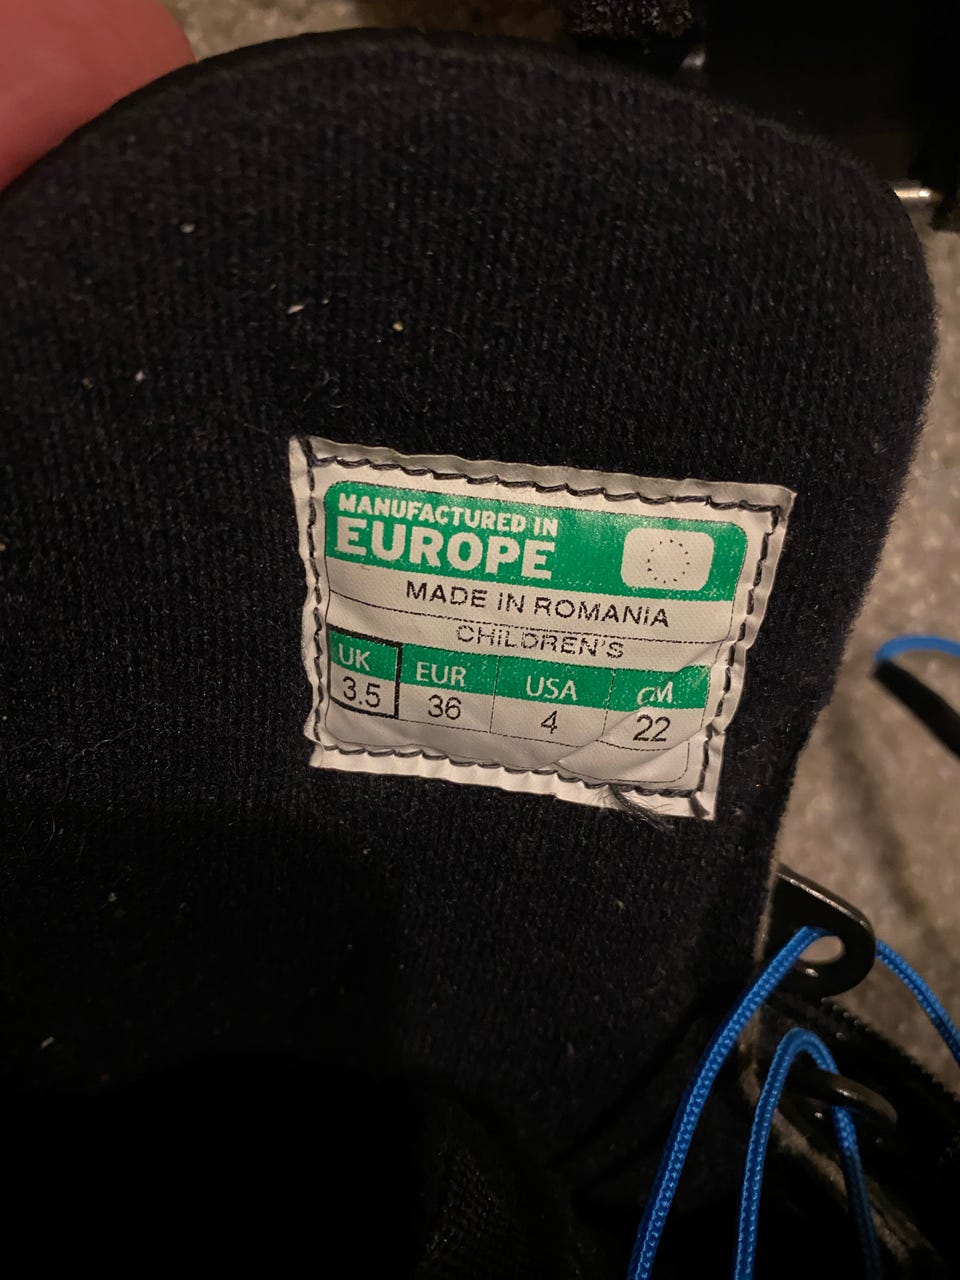 MANUFACTURED IN
EUROPE
MADE IN ROMANIA
CHILDREN'S
UK EUR USA CM
3.5 36 4 22